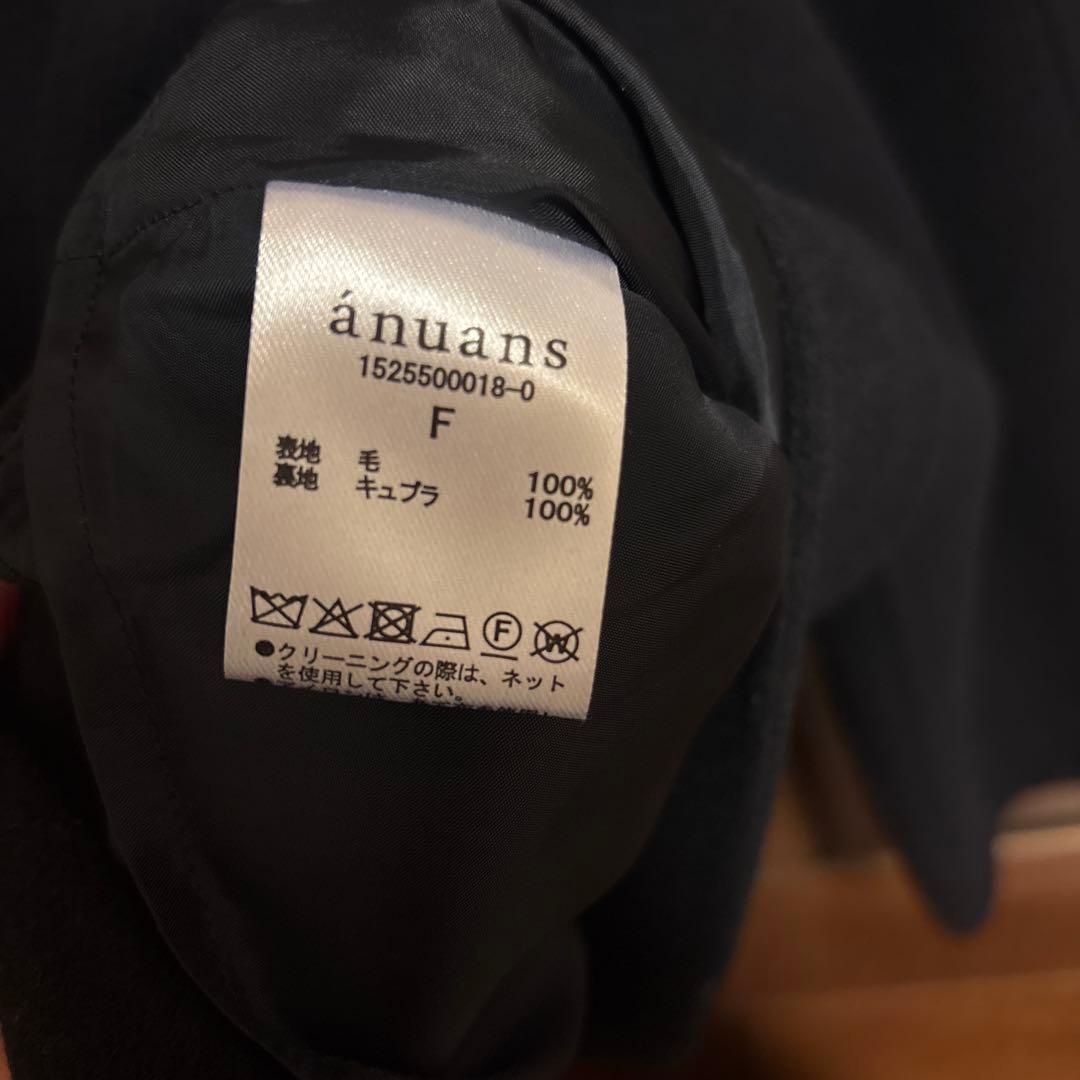 ánuans
1525500018-0
F
表地 毛 100%
裏地 キュプラ 100%
F W
●クリーニングの際は、ネット
を使用して下さい。